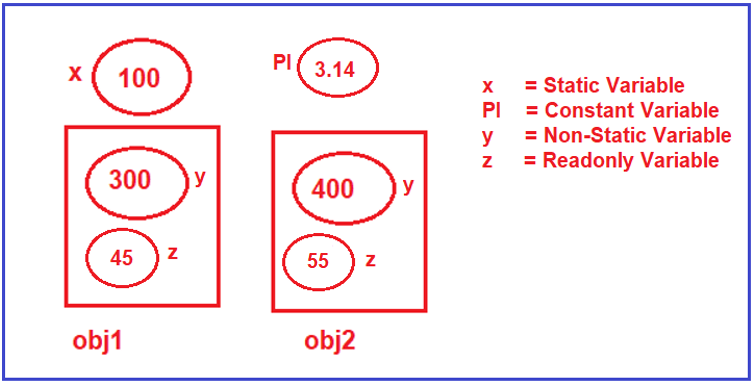 x 100
PI 3.14
x = Static Variable
PI = Constant Variable
y = Non-Static Variable
z = Readonly Variable
300 y
400 y
45 z
55 z
obj1
obj2